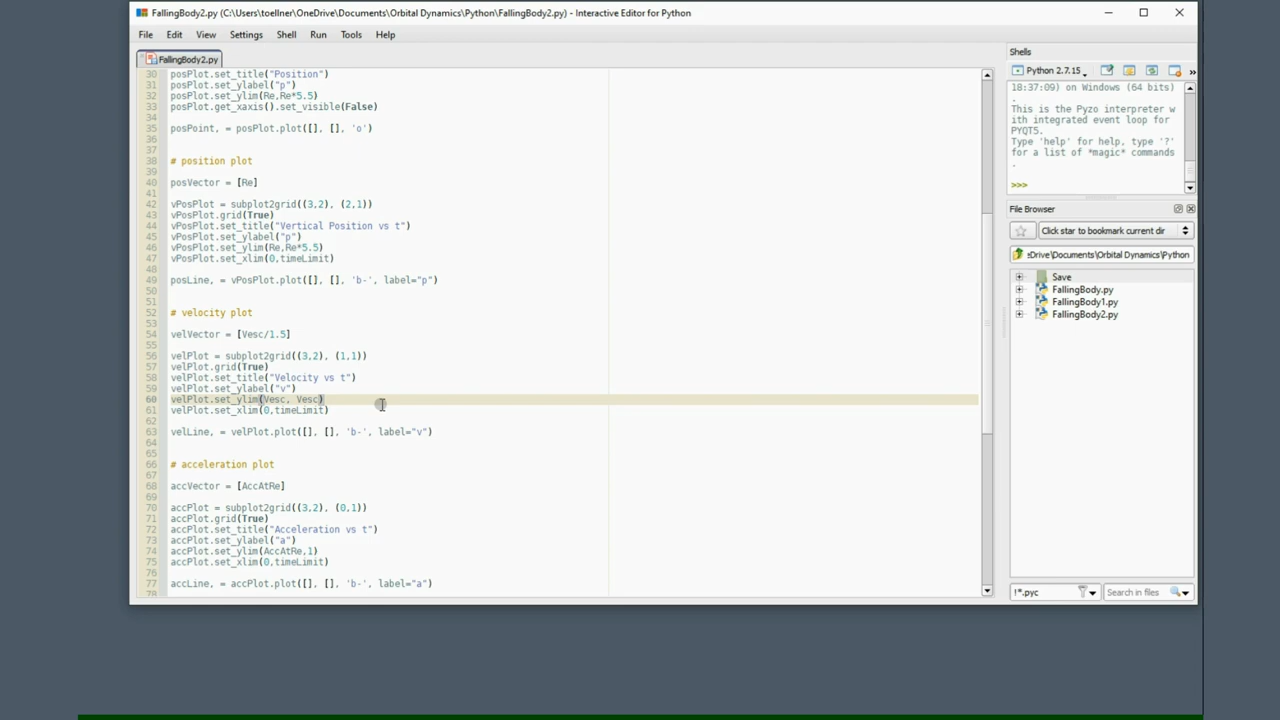 FallingBody2.py (C:\Users\toellner\OneDrive\Documents\Orbital Dynamics\Python\FallingBody2.py) - Interactive Editor for Python
File Edit View Settings Shell Run Tools Help
FallingBody2.py
30 posPlot.set_title("Position")
31 posPlot.set_ylabel("p")
32 posPlot.set_ylim(Re,Re*5.5)
33 posPlot.get_xaxis().set_visible(False)
34
35 posPoint, = posPlot.plot([], [], 'o')
36
37
38 # position plot
39
40 posVector = [Re]
41
42 vPosPlot = subplot2grid((3,2), (2,1))
43 vPosPlot.grid(True)
44 vPosPlot.set_title("Vertical Position vs t")
45 vPosPlot.set_ylabel("p")
46 vPosPlot.set_ylim(Re,Re*5.5)
47 vPosPlot.set_xlim(0,timeLimit)
48
49 posLine, = vPosPlot.plot([], [], 'b-', label="p")
50
51
52 # velocity plot
53
54 velVector = [Vesc/1.5]
55
56 velPlot = subplot2grid((3,2), (1,1))
57 velPlot.grid(True)
58 velPlot.set_title("Velocity vs t")
59 velPlot.set_ylabel("v")
60 velPlot.set_ylim(Vesc, Vesc)
61 velPlot.set_xlim(0,timeLimit)
62
63 velLine, = velPlot.plot([], [], 'b-', label="v")
64
65
66 # acceleration plot
67
68 accVector = [AccAtRe]
69
70 accPlot = subplot2grid((3,2), (0,1))
71 accPlot.grid(True)
72 accPlot.set_title("Acceleration vs t")
73 accPlot.set_ylabel("a")
74 accPlot.set_ylim(AccAtRe,1)
75 accPlot.set_xlim(0,timeLimit)
76
77 accLine, = accPlot.plot([], [], 'b-', label="a")
78
Shells
Python 2.7.15
»
18:37:09) on Windows (64 bits)
.
This is the Pyzo interpreter w
ith integrated event loop for
PYQT5.
Type 'help' for help, type '?'
for a list of *magic* commands
.
>>>
File Browser
Click star to bookmark current dir
:Drive\Documents\Orbital Dynamics\Python
Save
FallingBody.py
FallingBody1.py
FallingBody2.py
!*.pyc
Search in files